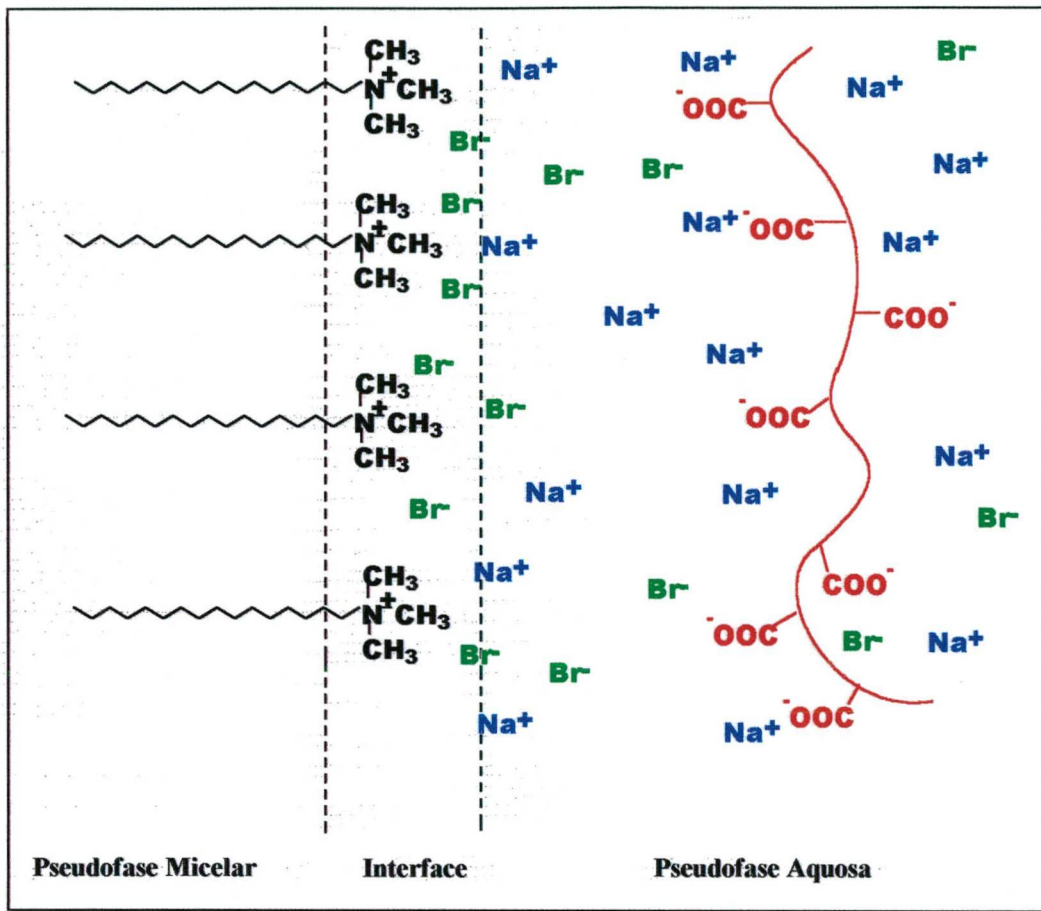 CH₃
N⁺CH₃
CH₃
Na⁺
Na⁺
⁻OOC
Na⁺
Br⁻
Br⁻
Br⁻
Br⁻
Na⁺
Br⁻
CH₃
N⁺CH₃
CH₃
Na⁺
Na⁺
⁻OOC
Na⁺
Br⁻
Na⁺
COO⁻
Br⁻
Na⁺
CH₃
N⁺CH₃
CH₃
Br⁻
⁻OOC
Na⁺
Br⁻
Na⁺
Na⁺
Br⁻
Na⁺
CH₃
N⁺CH₃
CH₃
Br⁻
COO⁻
⁻OOC
Br⁻
Na⁺
Br⁻
Br⁻
Na⁺
Na⁺
⁻OOC
Pseudofase Micelar Interface Pseudofase Aquosa